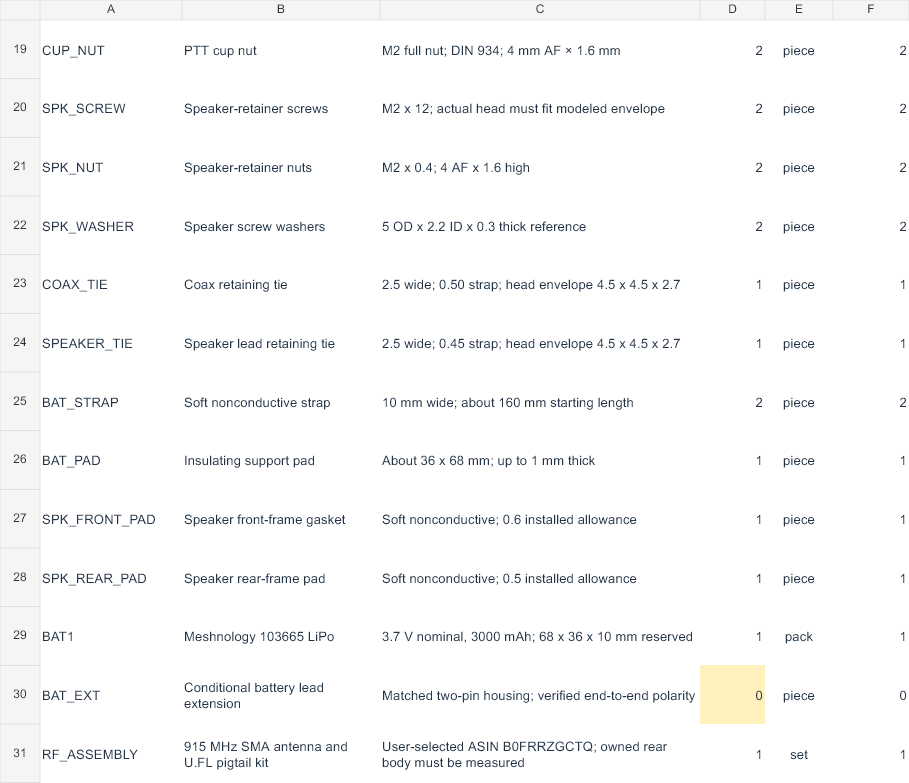 A B C D E F
19 CUP_NUT PTT cup nut M2 full nut; DIN 934; 4 mm AF × 1.6 mm 2 piece 2
20 SPK_SCREW Speaker-retainer screws M2 x 12; actual head must fit modeled envelope 2 piece 2
21 SPK_NUT Speaker-retainer nuts M2 x 0.4; 4 AF x 1.6 high 2 piece 2
22 SPK_WASHER Speaker screw washers 5 OD x 2.2 ID x 0.3 thick reference 2 piece 2
23 COAX_TIE Coax retaining tie 2.5 wide; 0.50 strap; head envelope 4.5 x 4.5 x 2.7 1 piece 1
24 SPEAKER_TIE Speaker lead retaining tie 2.5 wide; 0.45 strap; head envelope 4.5 x 4.5 x 2.7 1 piece 1
25 BAT_STRAP Soft nonconductive strap 10 mm wide; about 160 mm starting length 2 piece 2
26 BAT_PAD Insulating support pad About 36 x 68 mm; up to 1 mm thick 1 piece 1
27 SPK_FRONT_PAD Speaker front-frame gasket Soft nonconductive; 0.6 installed allowance 1 piece 1
28 SPK_REAR_PAD Speaker rear-frame pad Soft nonconductive; 0.5 installed allowance 1 piece 1
29 BAT1 Meshnology 103665 LiPo 3.7 V nominal, 3000 mAh; 68 x 36 x 10 mm reserved 1 pack 1
30 BAT_EXT Conditional battery lead
extension Matched two-pin housing; verified end-to-end polarity 0 piece 0
31 RF_ASSEMBLY 915 MHz SMA antenna and
U.FL pigtail kit User-selected ASIN B0FRRZGCTQ; owned rear
body must be measured 1 set 1